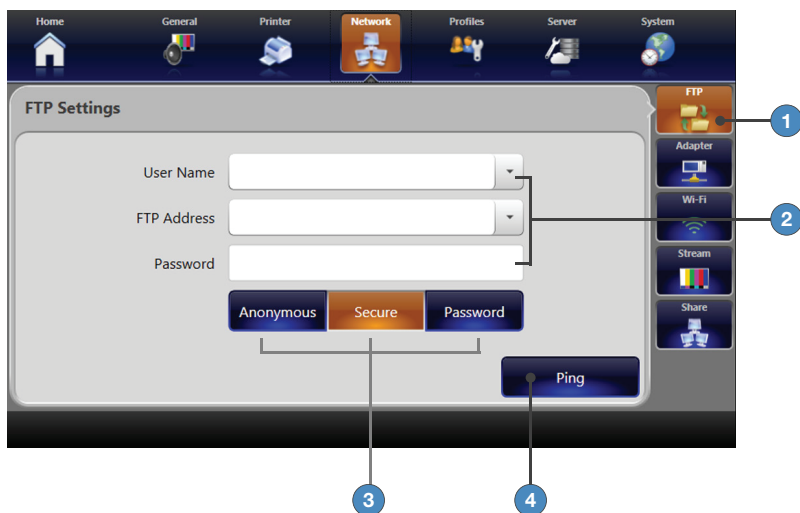 Home General Printer Network Profiles Server System
FTP Settings
FTP
1
Adapter
User Name
Wi-Fi
FTP Address
2
Password
Stream
Anonymous Secure Password
Share
Ping
3 4